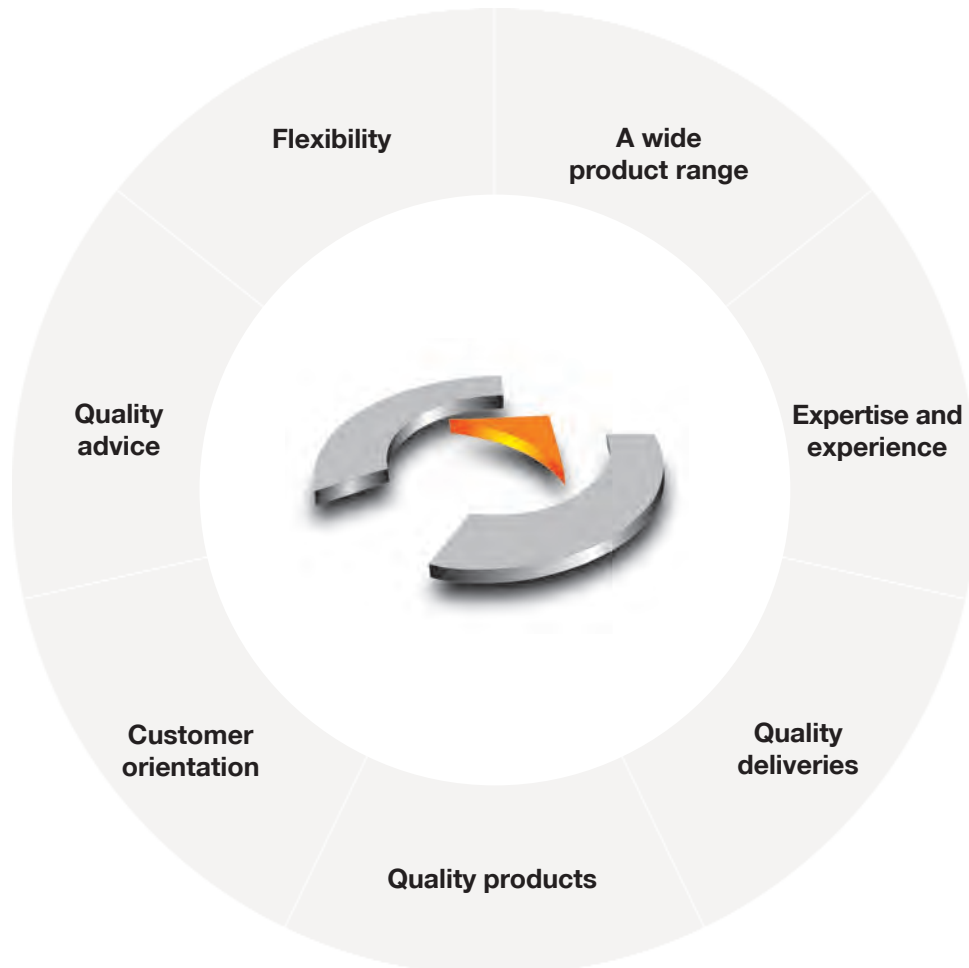 Flexibility
A wide
product range
Quality
advice
Expertise and
experience
Customer
orientation
Quality
deliveries
Quality products